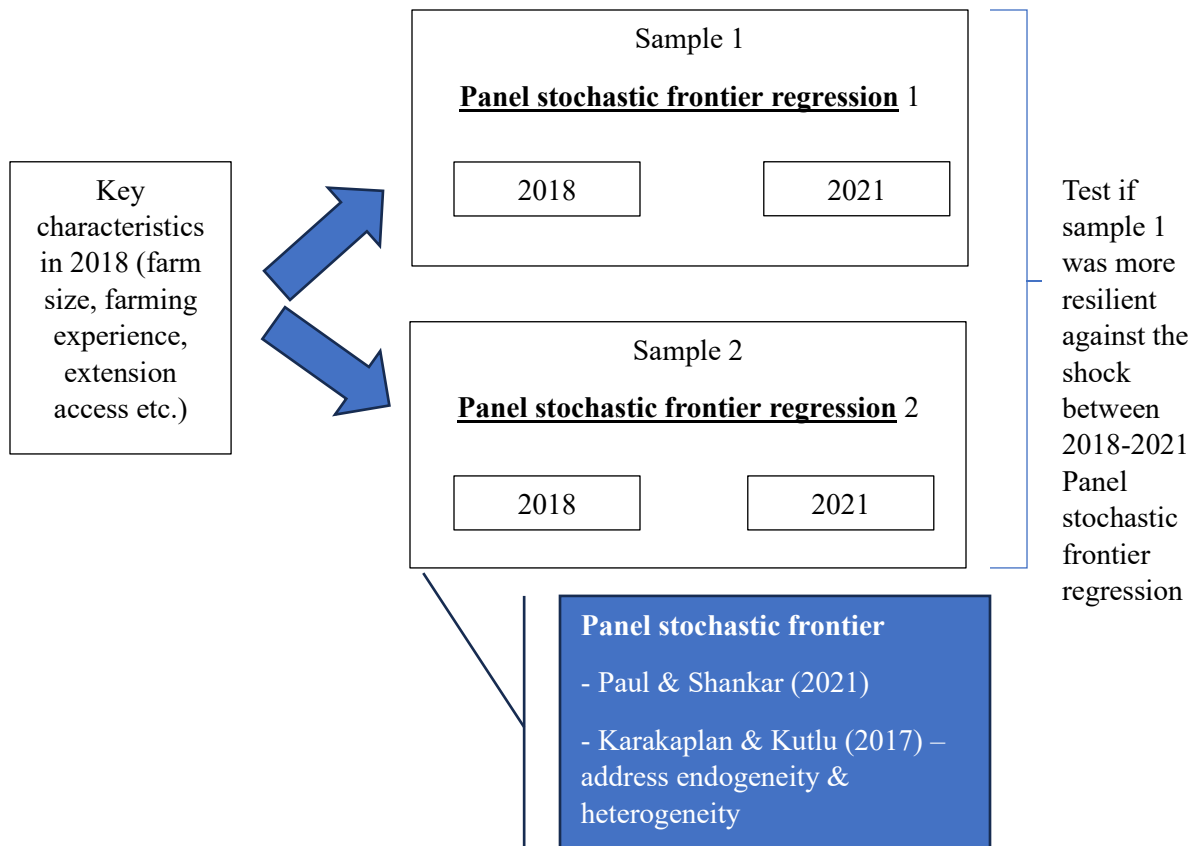 Key
characteristics
in 2018 (farm
size, farming
experience,
extension
access etc.)
Sample 1
Panel stochastic frontier regression 1
2018 2021
Sample 2
Panel stochastic frontier regression 2
2018 2021
Test if
sample 1
was more
resilient
against the
shock
between
2018-2021
Panel
stochastic
frontier
regression
Panel stochastic frontier
- Paul & Shankar (2021)
- Karakaplan & Kutlu (2017) –
address endogeneity &
heterogeneity